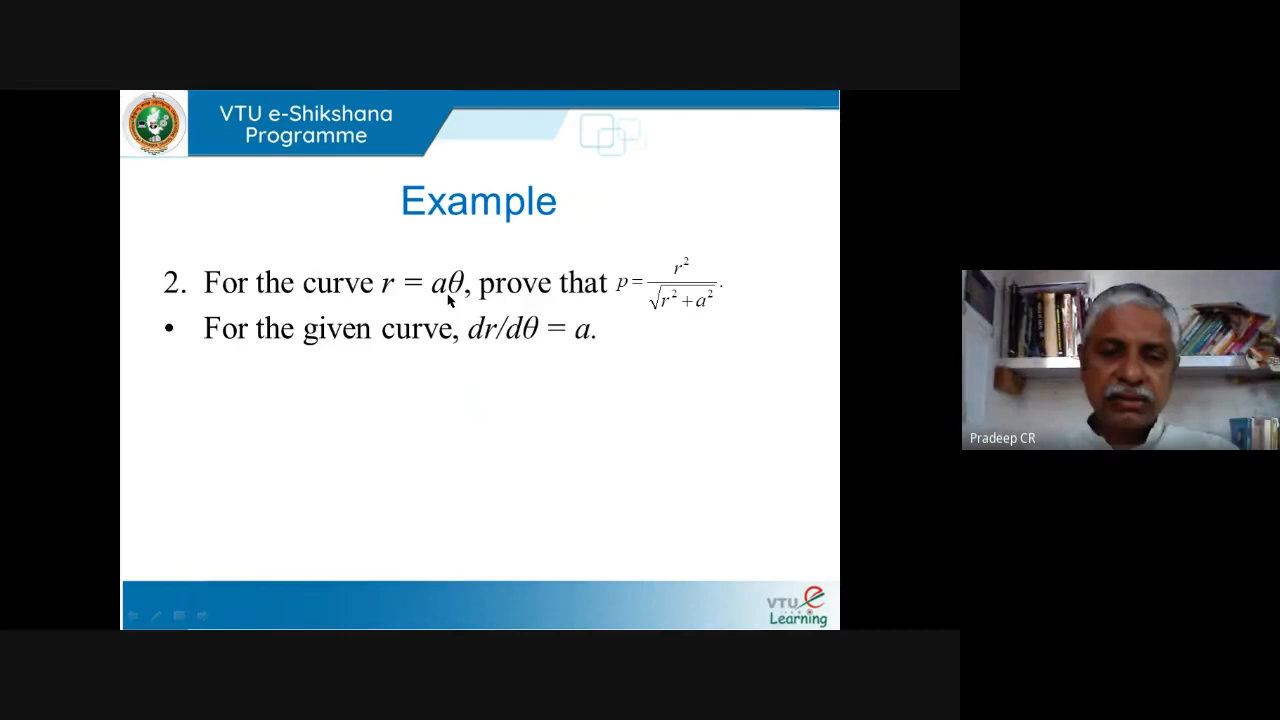 VTU e-Shikshana
Programme
Example
2. For the curve r = aθ, prove that p = r²/√(r² + a²).
• For the given curve, dr/dθ = a.
Pradeep CR
VTU e
Learning